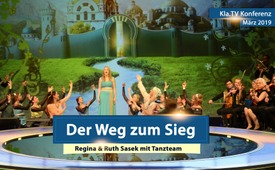 Kla.TV Konferenz
März 2019
Der Weg zum Sieg
Regina & Ruth Sasek mit Tanzteam